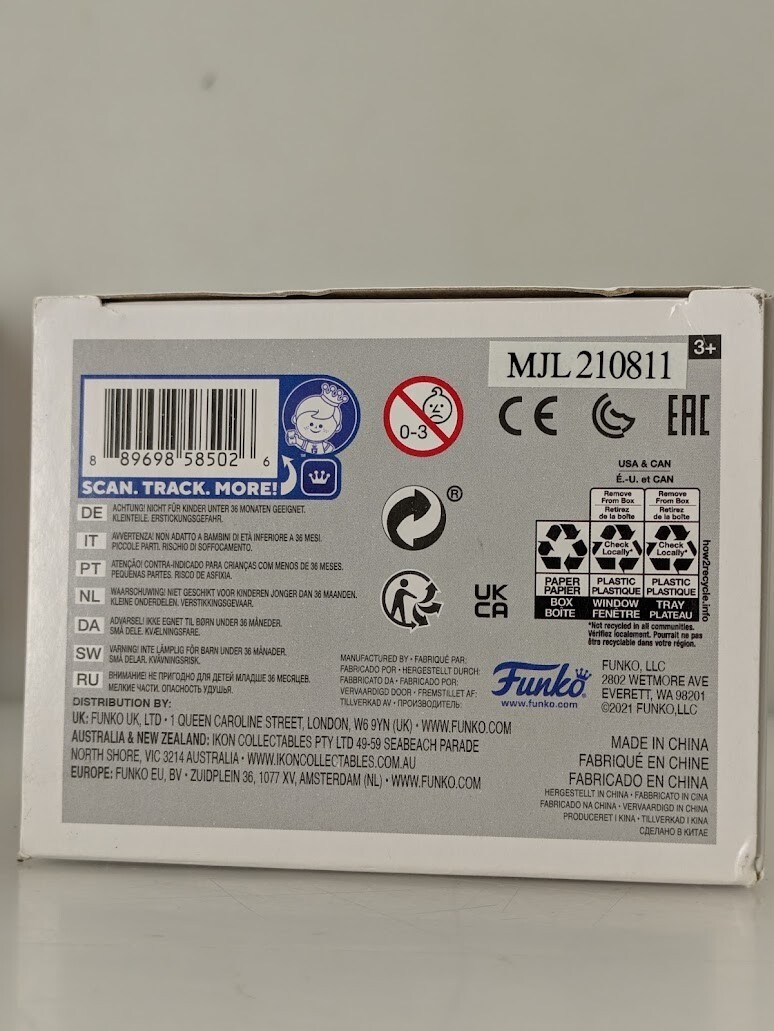 MJL 210811
3+
8 89698 58502 6
SCAN. TRACK. MORE!
™
0-3
CE
EAC
®
UK
CA
USA & CAN
É.-U. et CAN
Remove
From Box
Retirez
de la boîte
Remove
From Box
Retirez
de la boîte
Check
Locally*
Check
Locally*
PAPER
PAPIER
BOX
BOÎTE
PLASTIC
PLASTIQUE
WINDOW
FENÊTRE
PLASTIC
PLASTIQUE
TRAY
PLATEAU
how2recycle.info
*Not recycled in all communities.
Vérifiez localement. Pourrait ne pas
être recyclable dans votre région.
DE ACHTUNG! NICHT FÜR KINDER UNTER 36 MONATEN GEEIGNET.
KLEINTEILE. ERSTICKUNGSGEFAHR.
IT AVVERTENZA! NON ADATTO A BAMBINI DI ETÀ INFERIORE A 36 MESI.
PICCOLE PARTI. RISCHIO DI SOFFOCAMENTO.
PT ATENÇÃO! CONTRA-INDICADO PARA CRIANÇAS COM MENOS DE 36 MESES.
PEQUENAS PARTES. RISCO DE ASFIXIA.
NL WAARSCHUWING! NIET GESCHIKT VOOR KINDEREN JONGER DAN 36 MAANDEN.
KLEINE ONDERDELEN. VERSTIKKINGSGEVAAR.
DA ADVARSEL! IKKE EGNET TIL BØRN UNDER 36 MÅNEDER.
SMÅ DELE. KVÆLNINGSFARE.
SW VARNING! INTE LÄMPLIG FÖR BARN UNDER 36 MÅNADER.
SMÅ DELAR. KVÄVNINGSRISK.
RU ВНИМАНИЕ! НЕ ПРИГОДНО ДЛЯ ДЕТЕЙ МЛАДШЕ 36 МЕСЯЦЕВ.
МЕЛКИЕ ЧАСТИ. ОПАСНОСТЬ УДУШЬЯ.
MANUFACTURED BY • FABRIQUÉ PAR:
FABRICADO POR • HERGESTELLT DURCH:
FABBRICATO DA • FABRICADO POR:
VERVAARDIGD DOOR • FREMSTILLET AF:
TILLVERKAD AV • ПРОИЗВОДИТЕЛЬ:
Funko
www.funko.com
FUNKO, LLC
2802 WETMORE AVE
EVERETT, WA 98201
©2021 FUNKO,LLC
DISTRIBUTION BY:
UK: FUNKO UK, LTD • 1 QUEEN CAROLINE STREET, LONDON, W6 9YN (UK) • WWW.FUNKO.COM
AUSTRALIA & NEW ZEALAND: IKON COLLECTABLES PTY LTD 49-59 SEABEACH PARADE
NORTH SHORE, VIC 3214 AUSTRALIA • WWW.IKONCOLLECTABLES.COM.AU
EUROPE: FUNKO EU, BV • ZUIDPLEIN 36, 1077 XV, AMSTERDAM (NL) • WWW.FUNKO.COM
MADE IN CHINA
FABRIQUÉ EN CHINE
FABRICADO EN CHINA
HERGESTELLT IN CHINA • FABBRICATO IN CINA
FABRICADO NA CHINA • VERVAARDIGD IN CHINA
PRODUCERET I KINA • TILLVERKAD I KINA
СДЕЛАНО В КИТАЕ